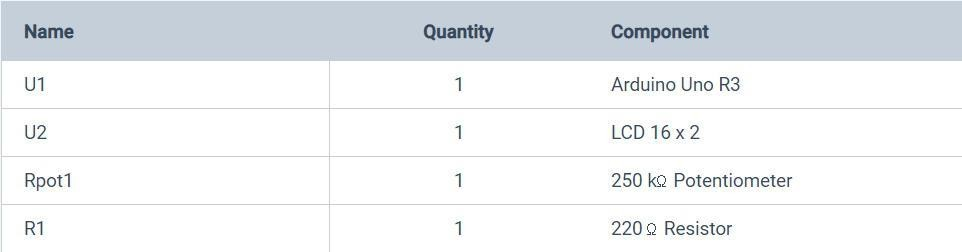 Name Quantity Component
U1 1 Arduino Uno R3
U2 1 LCD 16 x 2
Rpot1 1 250 kΩ Potentiometer
R1 1 220 Ω Resistor